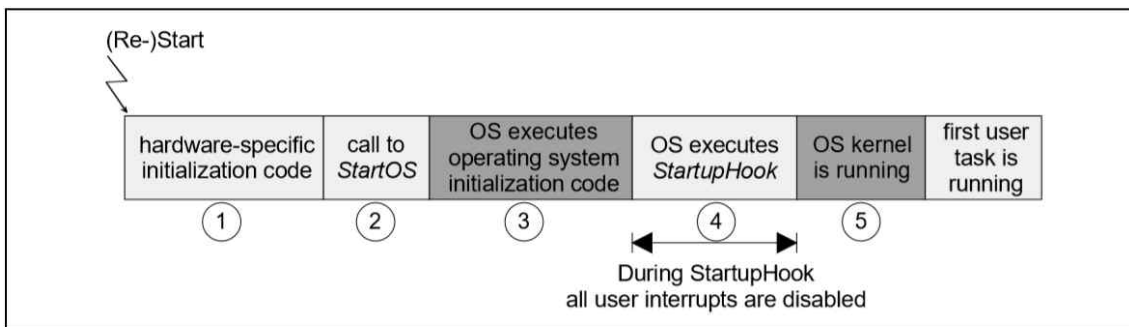 (Re-)Start
hardware-specific
initialization code
call to
StartOS
OS executes
operating system
initialization code
OS executes
StartupHook
OS kernel
is running
first user
task is
running
1
2
3
4
5
During StartupHook
all user interrupts are disabled